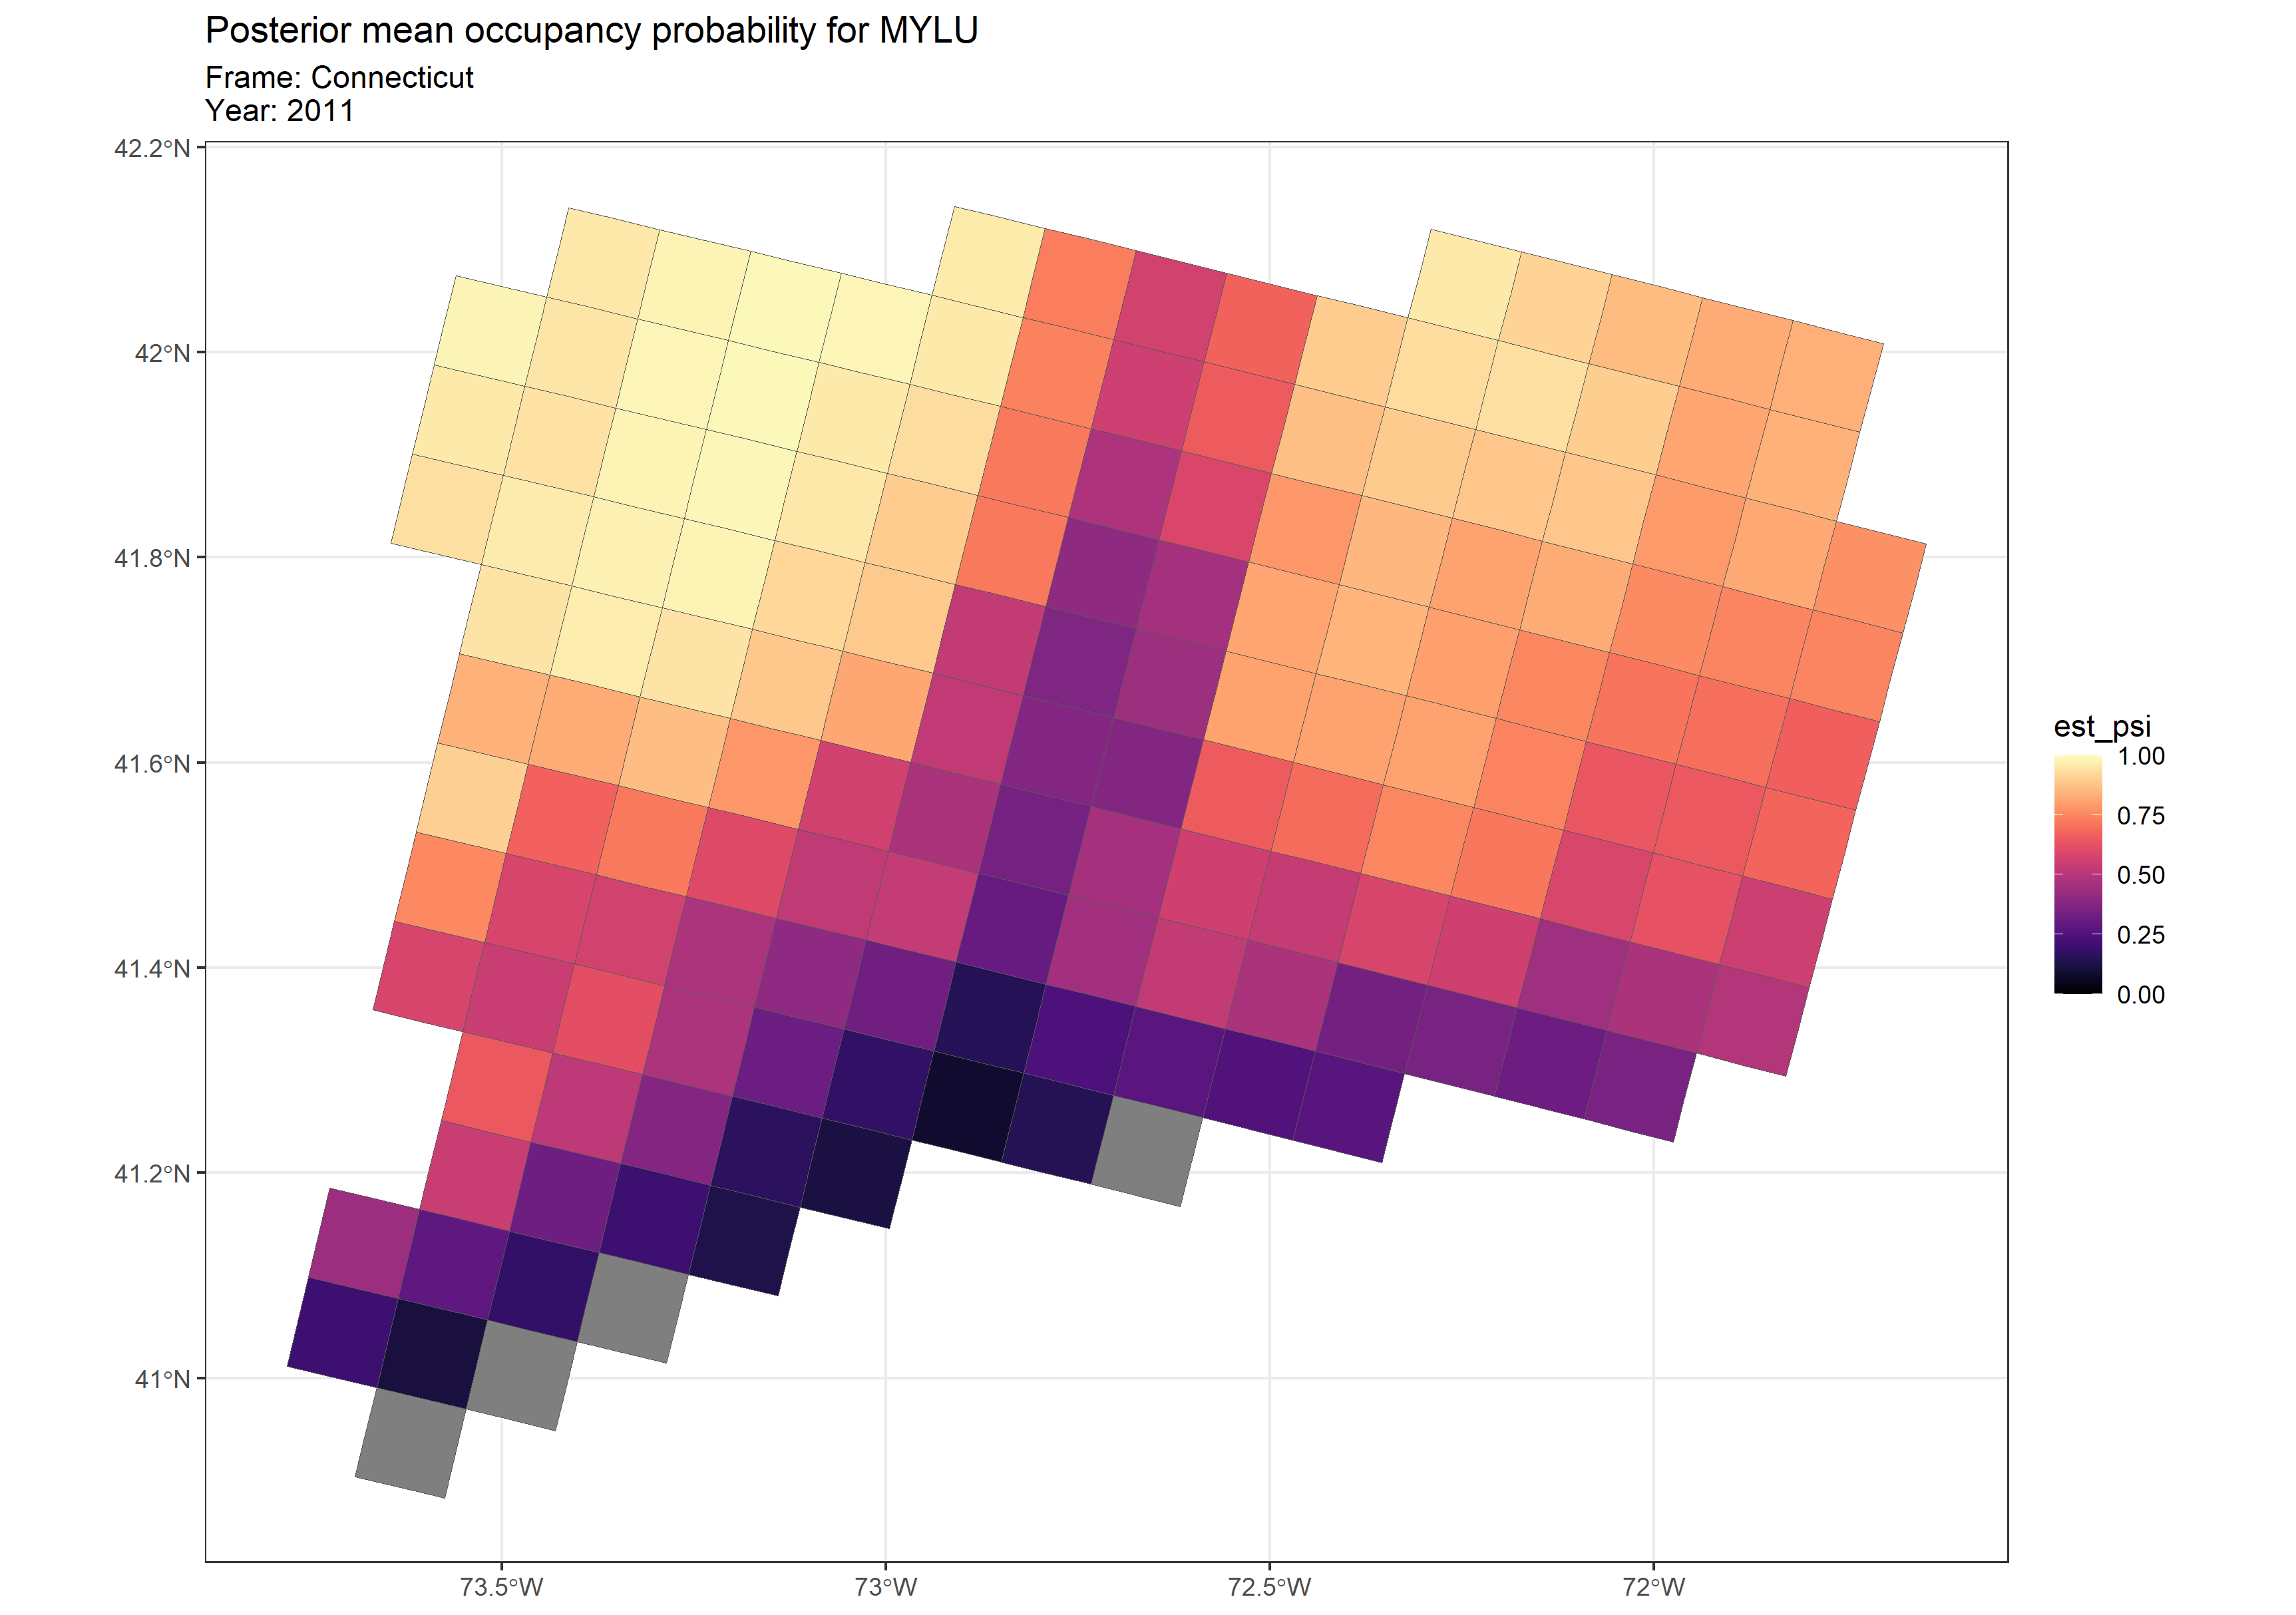 Posterior mean occupancy probability for MYLU
Frame: Connecticut
Year: 2011
42.2°N
42°N
41.8°N
41.6°N
41.4°N
41.2°N
41°N
73.5°W
73°W
72.5°W
72°W
est_psi
1.00
0.75
0.50
0.25
0.00